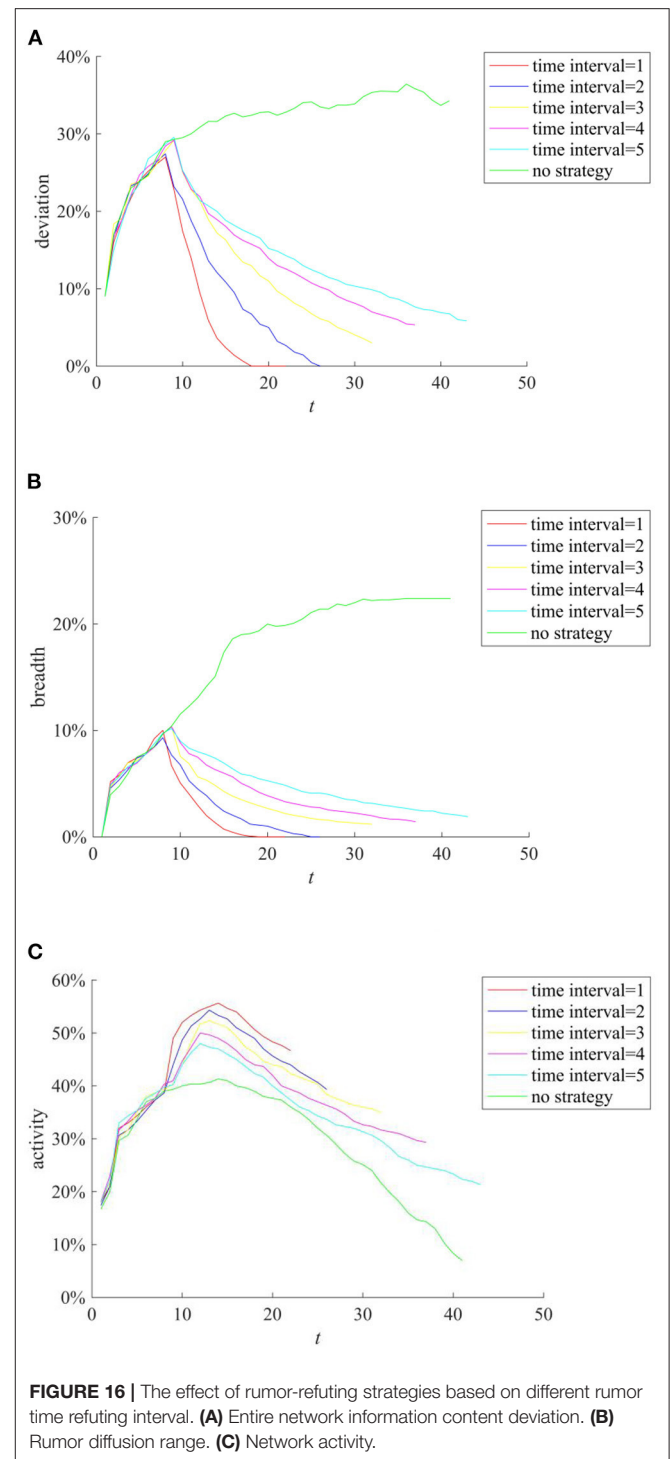 A
40%
30%
20%
10%
0%
deviation
0
10
20
30
40
50
t
time interval=1
time interval=2
time interval=3
time interval=4
time interval=5
no strategy
B
30%
20%
10%
0%
breadth
0
10
20
30
40
50
t
time interval=1
time interval=2
time interval=3
time interval=4
time interval=5
no strategy
C
60%
50%
40%
30%
20%
10%
0%
activity
0
10
20
30
40
50
t
time interval=1
time interval=2
time interval=3
time interval=4
time interval=5
no strategy
FIGURE 16 | The effect of rumor-refuting strategies based on different rumor
time refuting interval. (A) Entire network information content deviation. (B)
Rumor diffusion range. (C) Network activity.